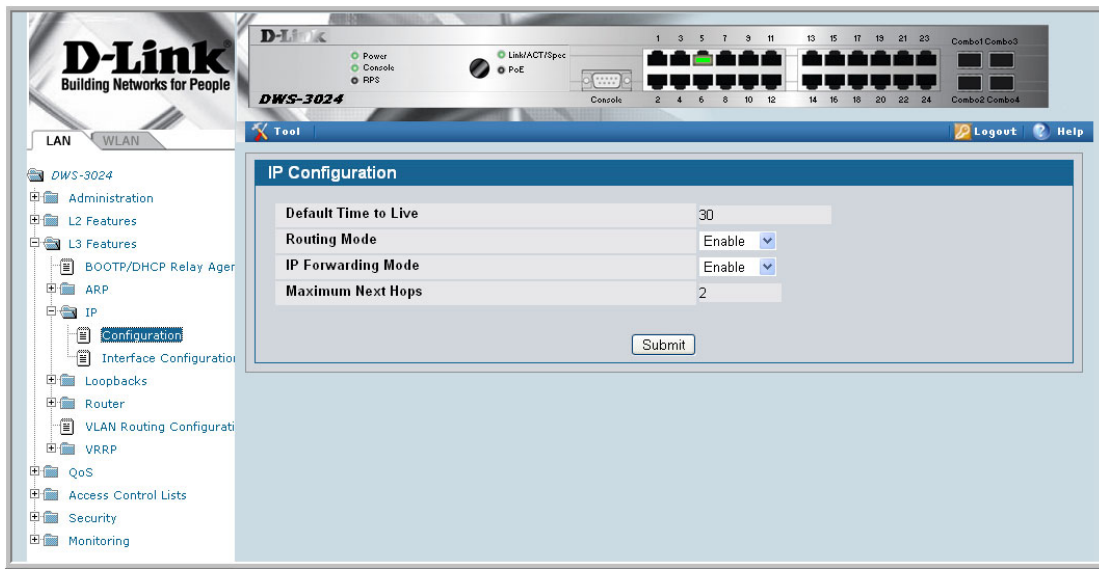 D-Link
Building Networks for People
D-Link
Power
Console
RPS
Link/ACT/Spec
PoE
DWS-3024
Console
1 3 5 7 9 11 13 15 17 19 21 23
2 4 6 8 10 12 14 16 18 20 22 24
Combo1 Combo3
Combo2 Combo4
LAN
WLAN
Tool
Logout
Help
DWS-3024
Administration
L2 Features
L3 Features
BOOTP/DHCP Relay Agen
ARP
IP
Configuration
Interface Configuration
Loopbacks
Router
VLAN Routing Configurati
VRRP
QoS
Access Control Lists
Security
Monitoring
IP Configuration
Default Time to Live 30
Routing Mode Enable
IP Forwarding Mode Enable
Maximum Next Hops 2
Submit